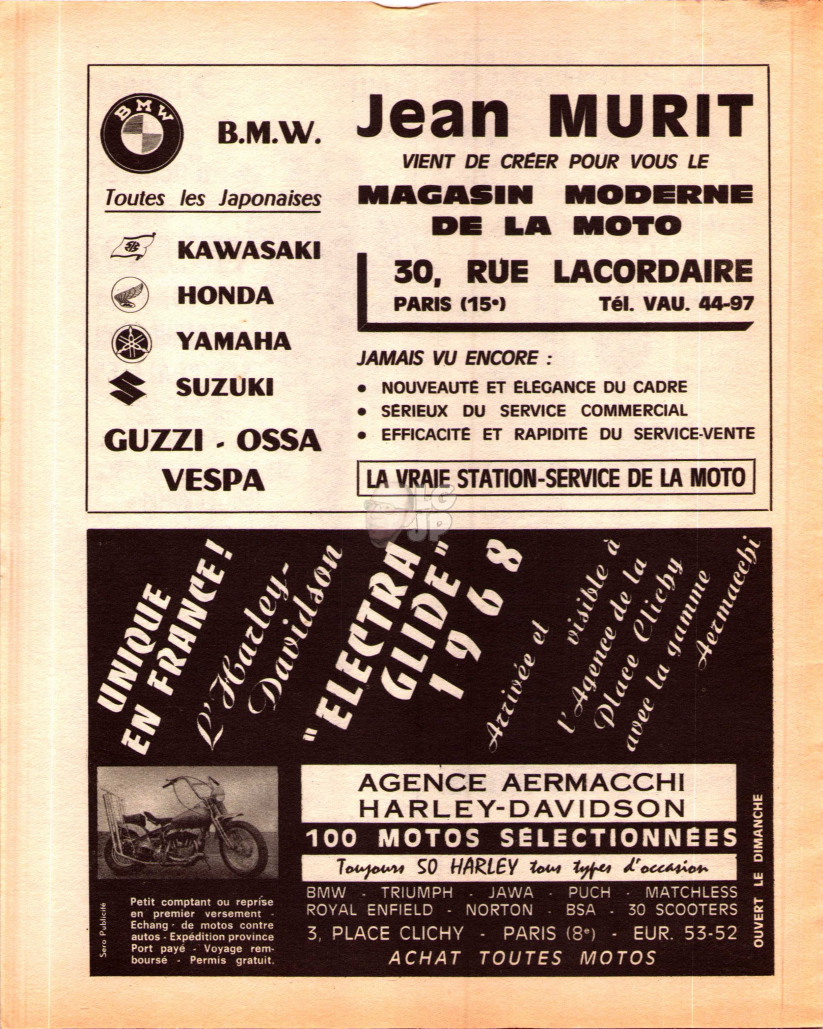 BMW
B.M.W.
Toutes les Japonaises
KAWASAKI
HONDA
YAMAHA
SUZUKI
GUZZI - OSSA
VESPA
Jean MURIT
VIENT DE CRÉER POUR VOUS LE
MAGASIN MODERNE
DE LA MOTO
30, RUE LACORDAIRE
PARIS (15e) Tél. VAU. 44-97
JAMAIS VU ENCORE :
• NOUVEAUTÉ ET ÉLÉGANCE DU CADRE
• SÉRIEUX DU SERVICE COMMERCIAL
• EFFICACITÉ ET RAPIDITÉ DU SERVICE-VENTE
LA VRAIE STATION-SERVICE DE LA MOTO
LG
JP
UNIQUE
EN FRANCE!
L'Harley-
Davidson
"ELECTRA
GLIDE"
1968
Arrivée et
visible à
l'Agence de la
Place Clichy
avec la gamme
Aermacchi
AGENCE AERMACCHI
HARLEY-DAVIDSON
100 MOTOS SÉLECTIONNÉES
Toujours 50 HARLEY tous types d'occasion
BMW - TRIUMPH - JAWA - PUCH - MATCHLESS
ROYAL ENFIELD - NORTON - BSA - 30 SCOOTERS
3, PLACE CLICHY - PARIS (8e) - EUR. 53-52
ACHAT TOUTES MOTOS
OUVERT LE DIMANCHE
Sero Publicité
Petit comptant ou reprise
en premier versement -
Echang - de motos contre
autos - Expédition province
Port payé - Voyage rem-
boursé - Permis gratuit.